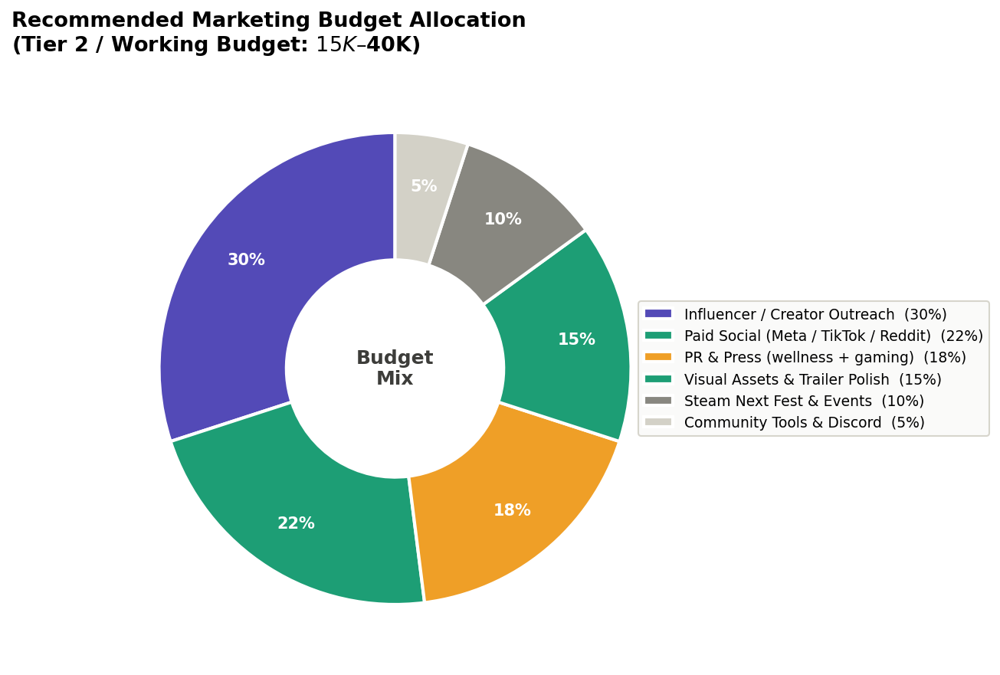 Recommended Marketing Budget Allocation
(Tier 2 / Working Budget: 15K–40K)
5%
10%
30%
15%
Budget
Mix
22%
18%
Influencer / Creator Outreach (30%)
Paid Social (Meta / TikTok / Reddit) (22%)
PR & Press (wellness + gaming) (18%)
Visual Assets & Trailer Polish (15%)
Steam Next Fest & Events (10%)
Community Tools & Discord (5%)